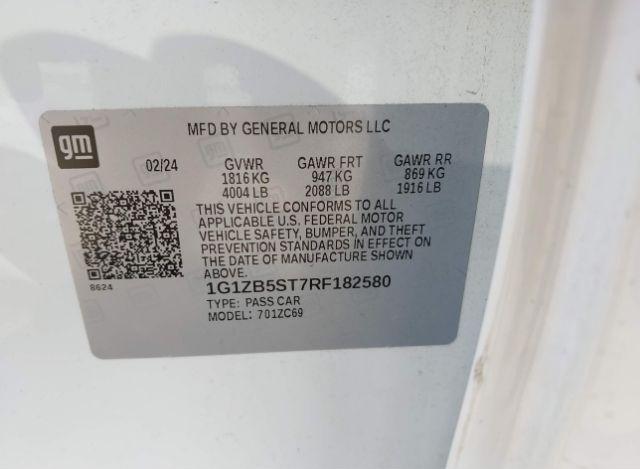 gm
MFD BY GENERAL MOTORS LLC
02/24 GVWR GAWR FRT GAWR RR
1816 KG 947 KG 869 KG
4004 LB 2088 LB 1916 LB
THIS VEHICLE CONFORMS TO ALL
APPLICABLE U.S. FEDERAL MOTOR
VEHICLE SAFETY, BUMPER, AND THEFT
PREVENTION STANDARDS IN EFFECT ON
THE DATE OF MANUFACTURE SHOWN
ABOVE.
8624
1G1ZB5ST7RF182580
TYPE: PASS CAR
MODEL: 701ZC69